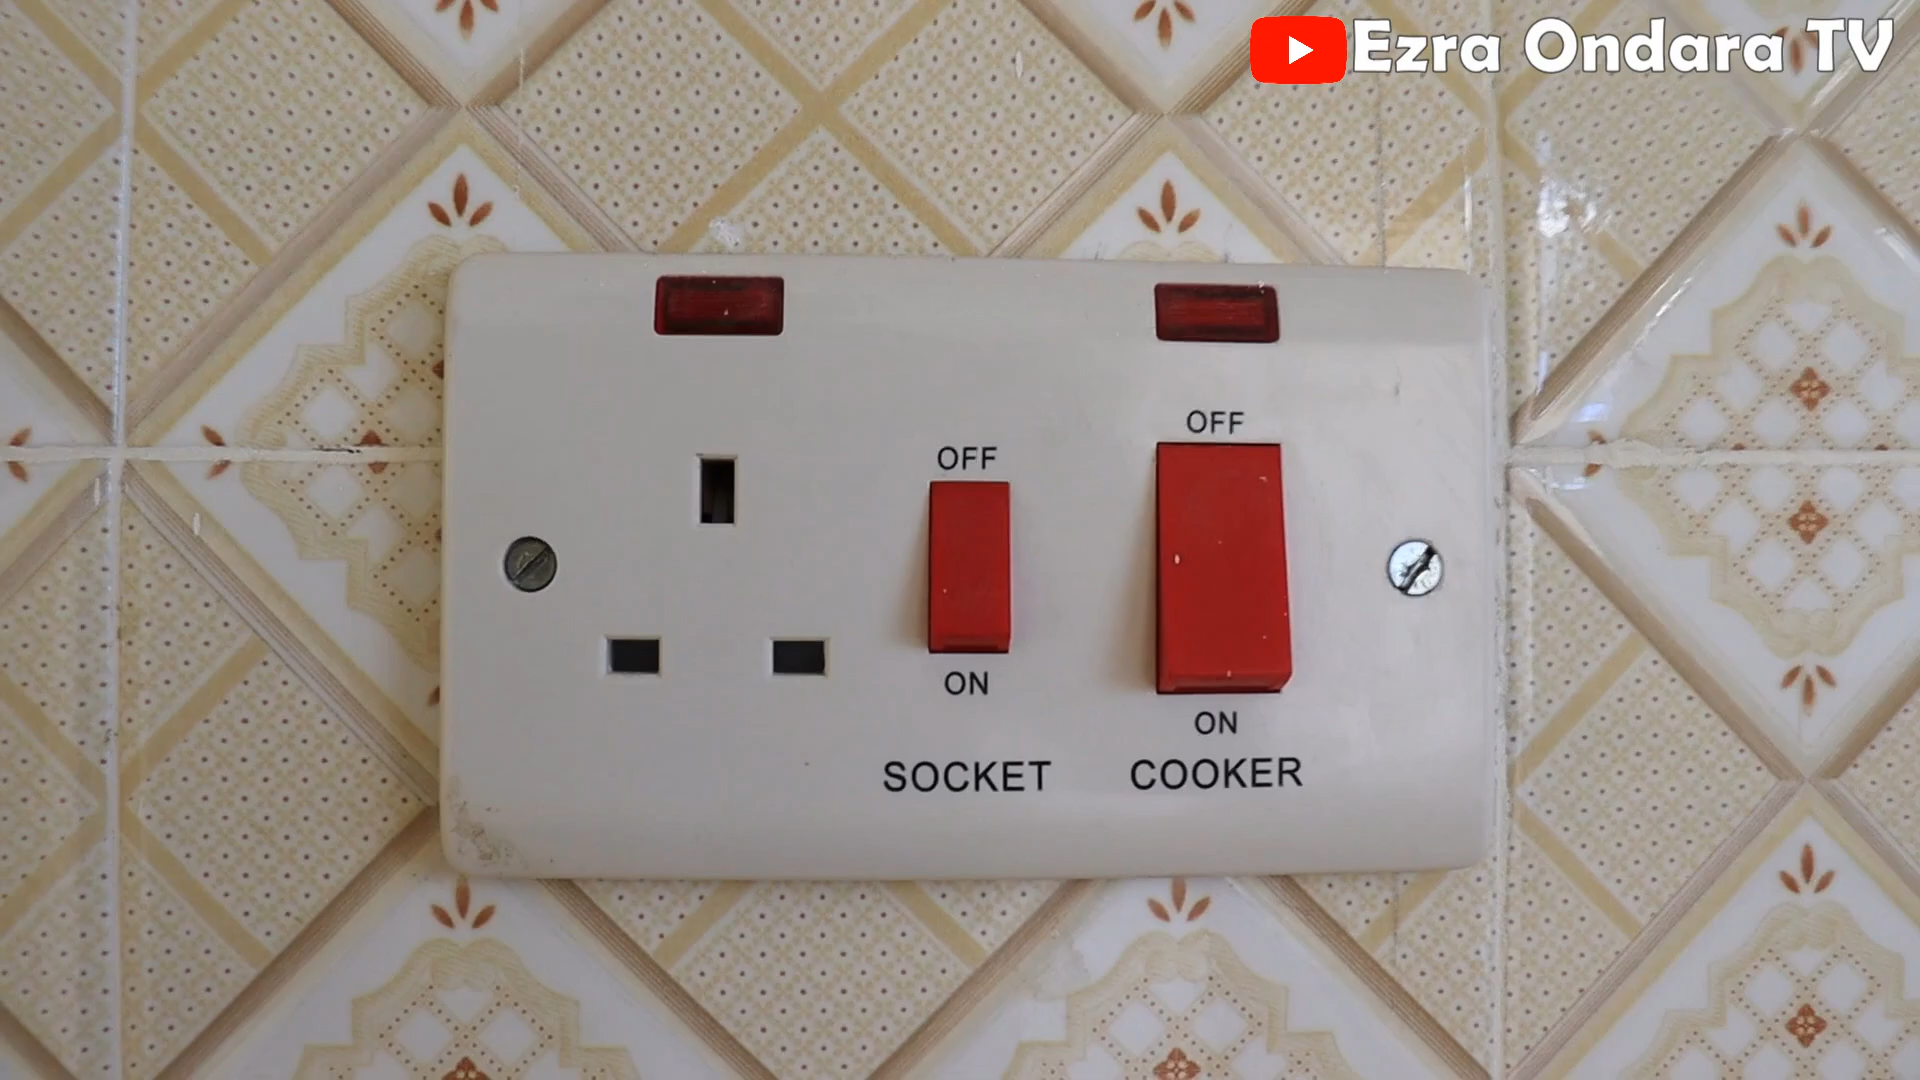 Ezra Ondara TV
OFF
OFF
ON
ON
SOCKET
COOKER